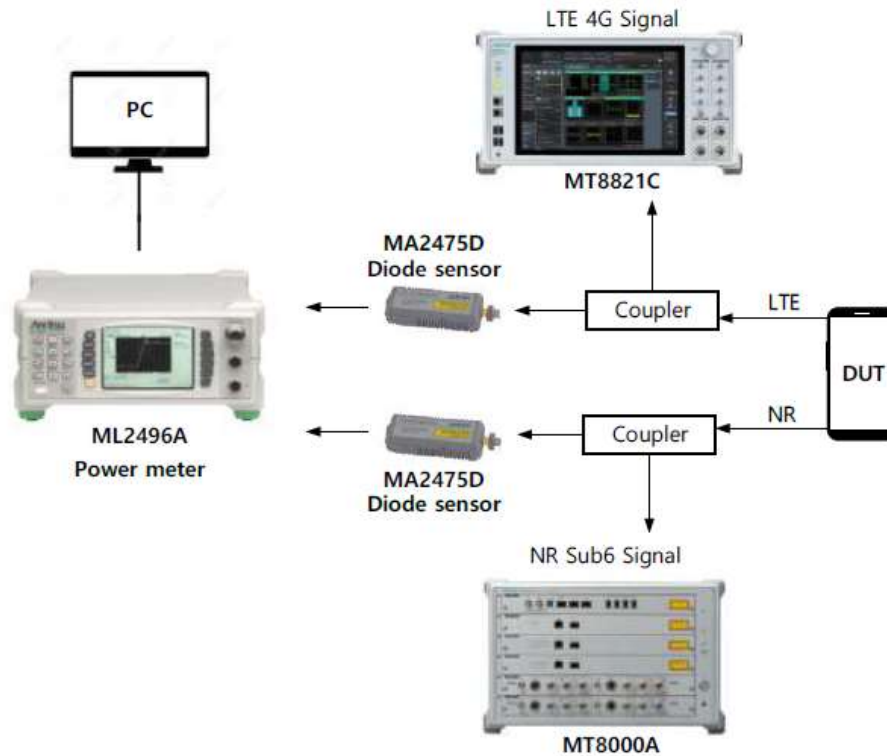 LTE 4G Signal
PC
MT8821C
MA2475D
Diode sensor
Coupler
LTE
DUT
Anritsu
ML2496A
Power meter
Coupler
NR
MA2475D
Diode sensor
NR Sub6 Signal
MT8000A